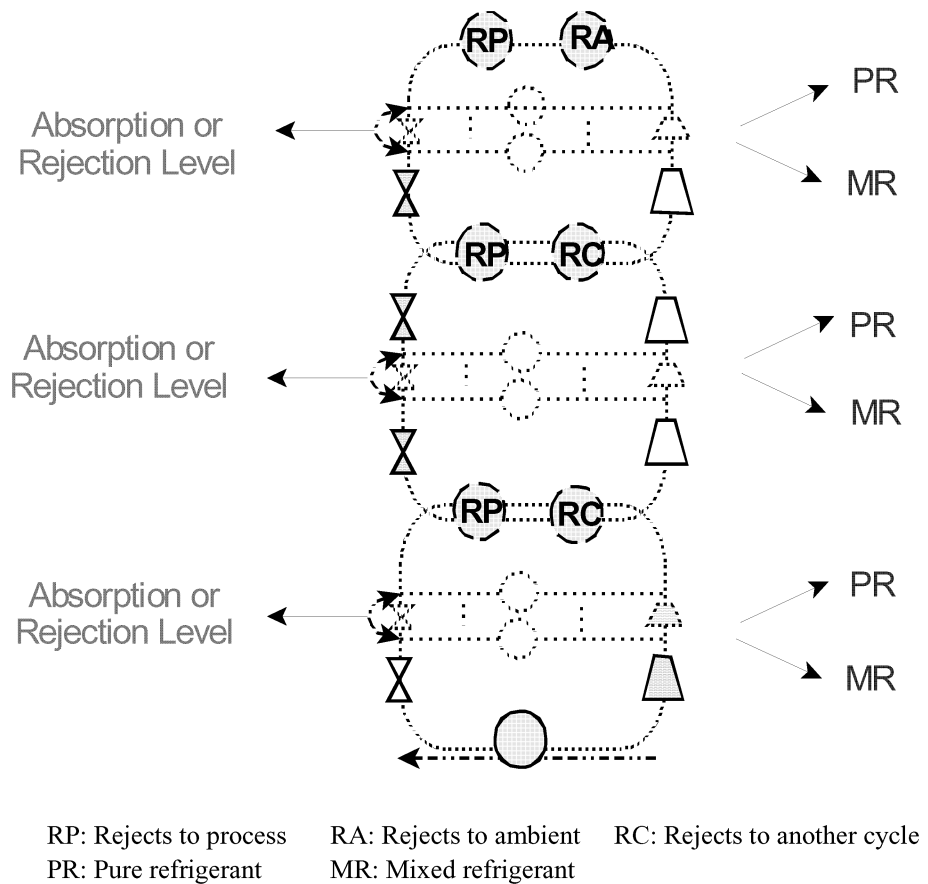 RP RA
PR
Absorption or
Rejection Level
MR
RP RC
PR
Absorption or
Rejection Level
MR
RP RC
PR
Absorption or
Rejection Level
MR
RP: Rejects to process RA: Rejects to ambient RC: Rejects to another cycle
PR: Pure refrigerant MR: Mixed refrigerant